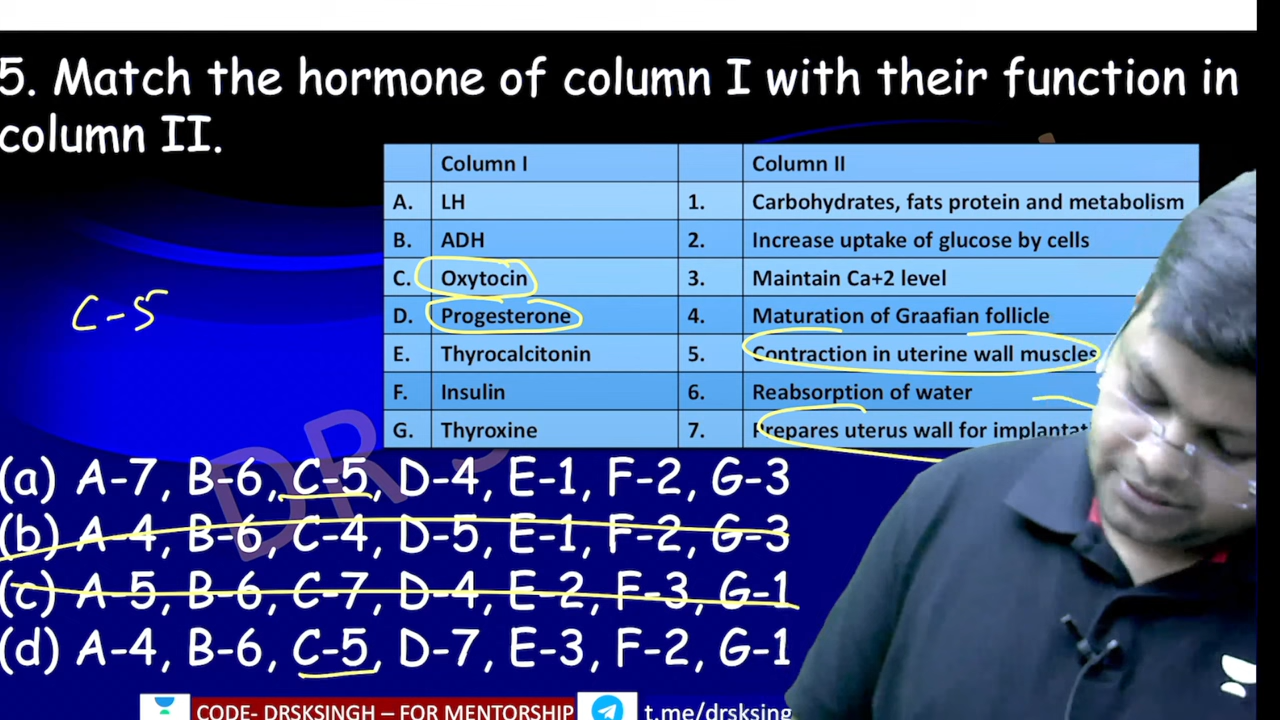 5. Match the hormone of column I with their function in
column II.
Column I Column II
A. LH 1. Carbohydrates, fats protein and metabolism
B. ADH 2. Increase uptake of glucose by cells
C. Oxytocin 3. Maintain Ca+2 level
D. Progesterone 4. Maturation of Graafian follicle
E. Thyrocalcitonin 5. Contraction in uterine wall muscles
F. Insulin 6. Reabsorption of water
G. Thyroxine 7. Prepares uterus wall for implantati
C-5
(a) A-7, B-6, C-5, D-4, E-1, F-2, G-3
(b) A-4, B-6, C-4, D-5, E-1, F-2, G-3
(c) A-5, B-6, C-7, D-4, E-2, F-3, G-1
(d) A-4, B-6, C-5, D-7, E-3, F-2, G-1
DR S
CODE- DRSKSINGH – FOR MENTORSHIP t.me/drsksing